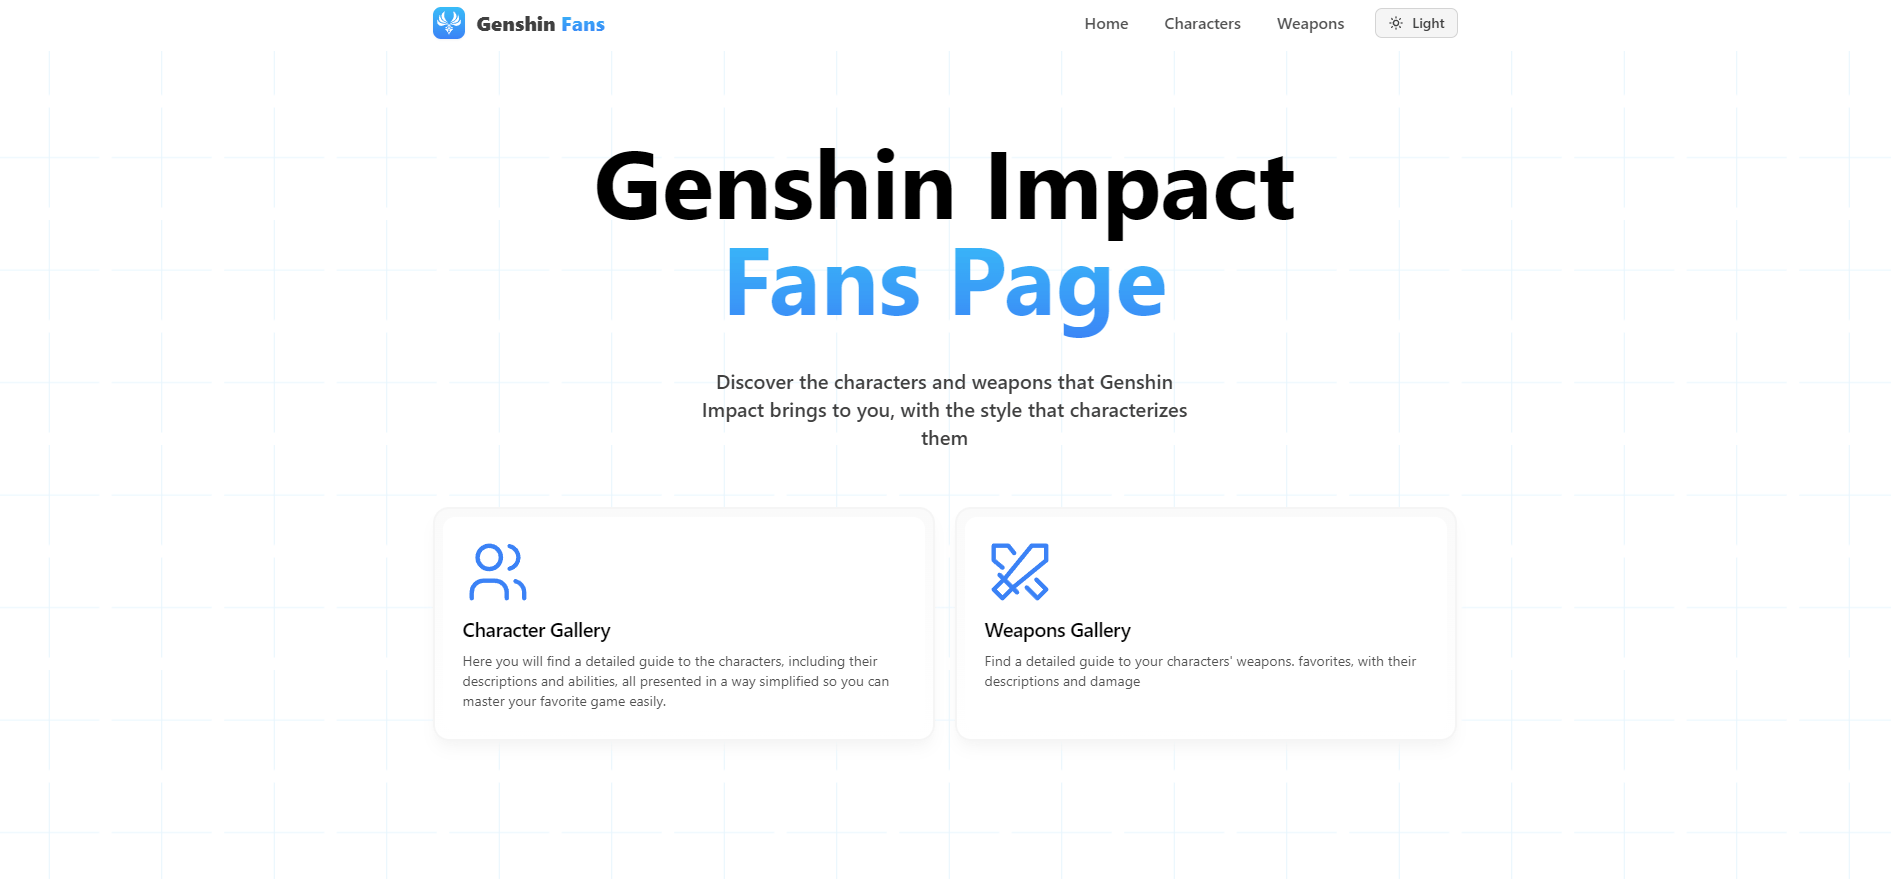 Genshin Fans
Home
Characters
Weapons
Light
Genshin Impact
Fans Page
Discover the characters and weapons that Genshin
Impact brings to you, with the style that characterizes
them
Character Gallery
Here you will find a detailed guide to the characters, including their
descriptions and abilities, all presented in a way simplified so you can
master your favorite game easily.
Weapons Gallery
Find a detailed guide to your characters' weapons. favorites, with their
descriptions and damage